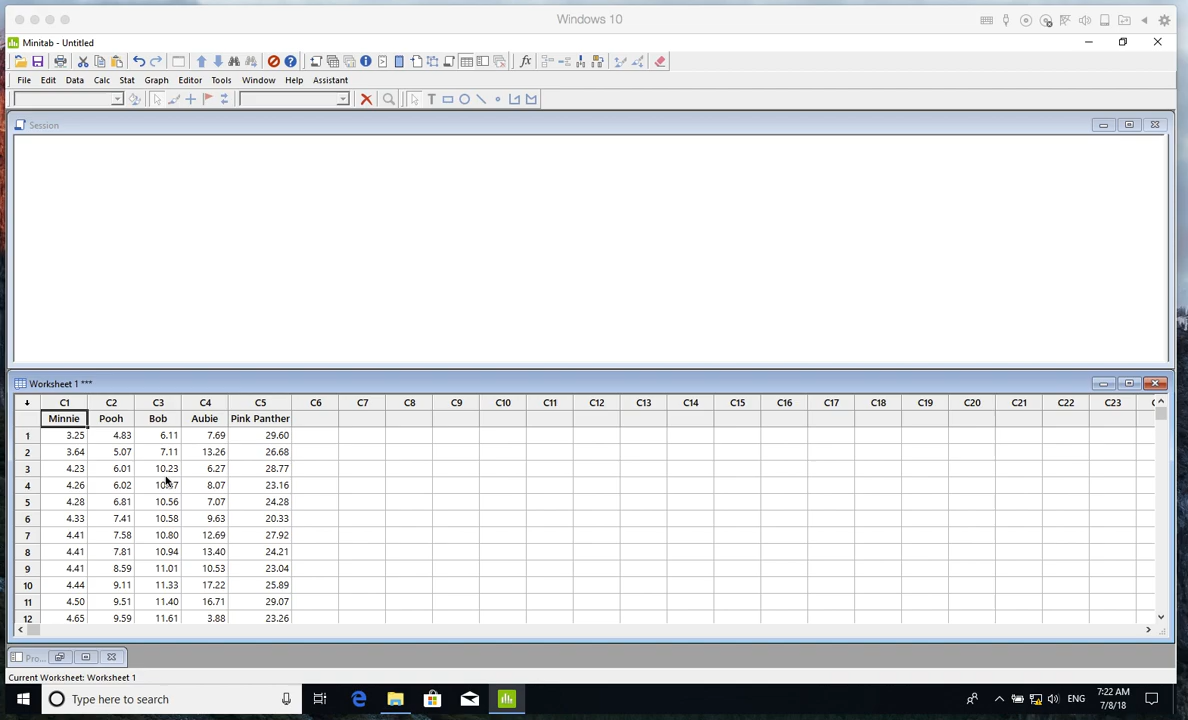 Windows 10
Minitab - Untitled
File Edit Data Calc Stat Graph Editor Tools Window Help Assistant
Session
Worksheet 1 ***
C1 C2 C3 C4 C5 C6 C7 C8 C9 C10 C11 C12 C13 C14 C15 C16 C17 C18 C19 C20 C21 C22 C23
Minnie Pooh Bob Aubie Pink Panther
1 3.25 4.83 6.11 7.69 29.60
2 3.64 5.07 7.11 13.26 26.68
3 4.23 6.01 10.23 6.27 28.77
4 4.26 6.02 8.07 23.16
5 4.28 6.81 10.56 7.07 24.28
6 4.33 7.41 10.58 9.63 20.33
7 4.41 7.58 10.80 12.69 27.92
8 4.41 7.81 10.94 13.40 24.21
9 4.41 8.59 11.01 10.53 23.04
10 4.44 9.11 11.33 17.22 25.89
11 4.50 9.51 11.40 16.71 29.07
12 4.65 9.59 11.61 3.88 23.26
Pro...
Current Worksheet: Worksheet 1
Type here to search
ENG
7:22 AM
7/8/18